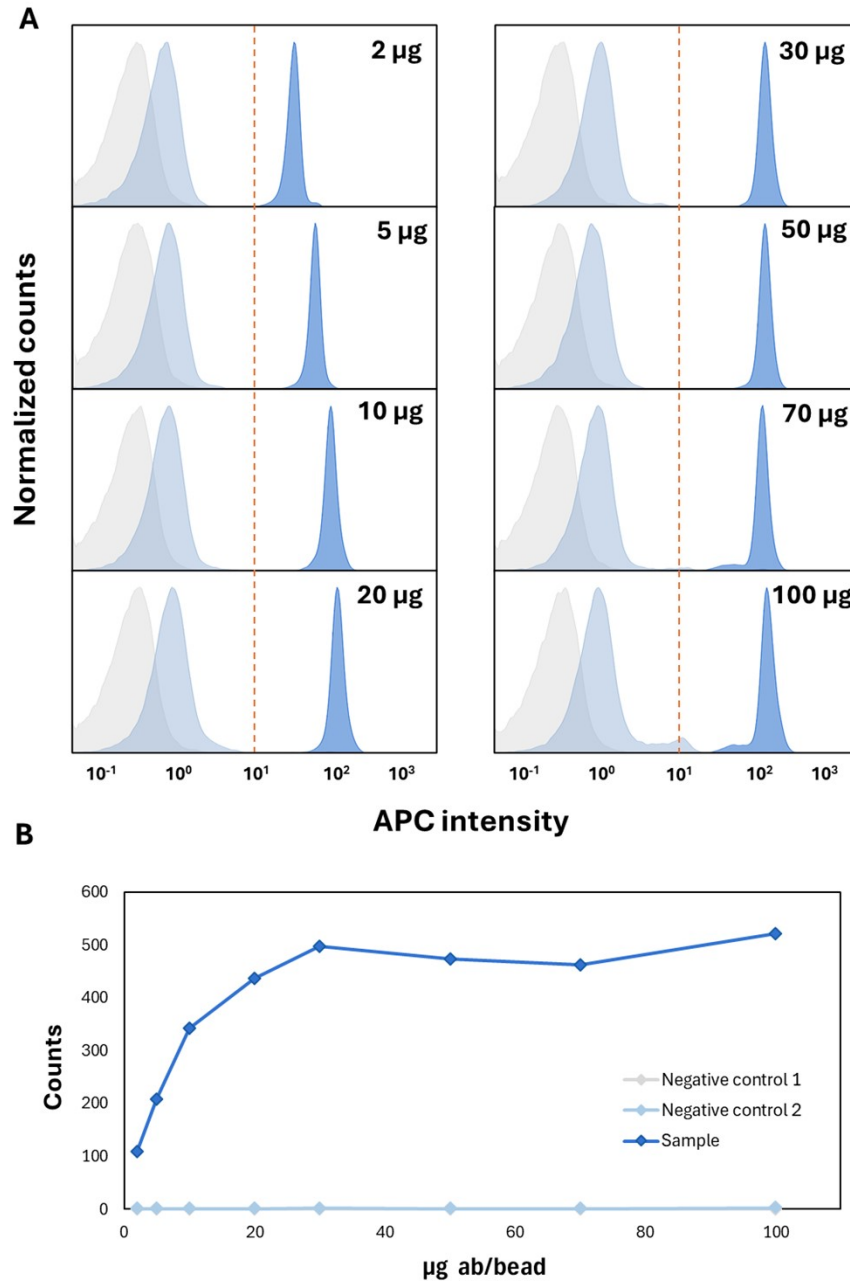 A
2 µg
30 µg
5 µg
50 µg
10 µg
70 µg
20 µg
100 µg
Normalized counts
10⁻¹ 10⁰ 10¹ 10² 10³
10⁻¹ 10⁰ 10¹ 10² 10³
APC intensity
B
600
500
400
300
200
100
0
Counts
Negative control 1
Negative control 2
Sample
0 20 40 60 80 100
µg ab/bead